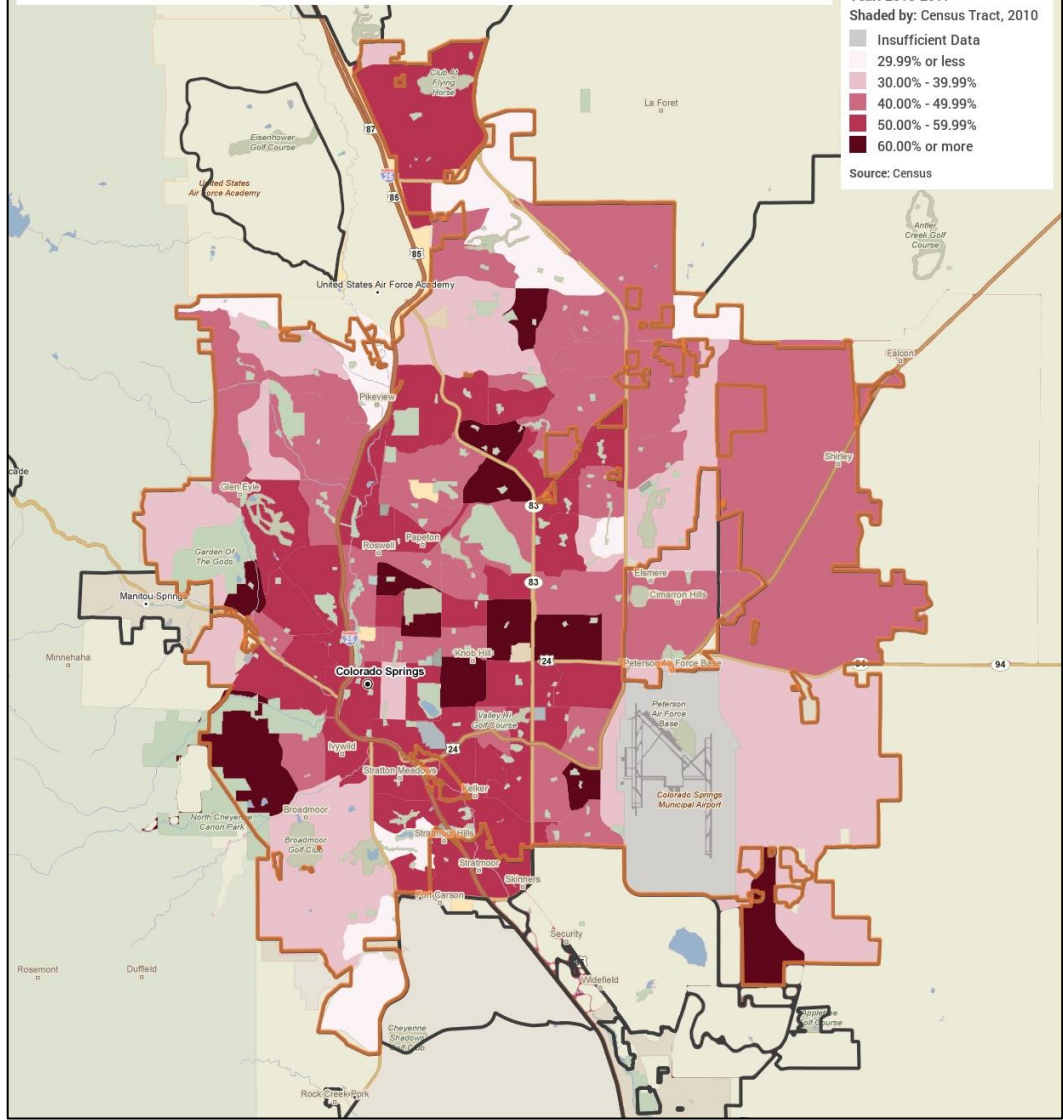 Shaded by: Census Tract, 2010
Insufficient Data
29.99% or less
30.00% - 39.99%
40.00% - 49.99%
50.00% - 59.99%
60.00% or more
Source: Census
Club At
Flying
Horse
La Foret
87
Eisenhower
Golf Course
25
United States
Air Force Academy
85
Antler
Creek Golf
Course
85
United States Air Force Academy
Falcon
Pikeview
Shirley
cade
Glen Eyie
83
Roswell
Papeton
Garden Of
The Gods
Elsmere
83
Cimarron Hills
Manitou Springs
Minnehaha
Knob Hill
24
Peterson Air Force Base
94
Colorado Springs
Peterson
Air Force
Base
Valley Hi
Golf Course
Ivywild
24
Stratton Meadows
Kelker
Colorado Springs
Municipal Airport
Broadmoor
North Cheyenne
Canon Park
Stratmoor Hills
Broadmoor
Golf Club
Stratmoor
Skinners
Fort Carson
Security
Rosemont
Duffield
Widefield
Appletree
Golf Course
Cheyenne
Shadows
Golf Club
Rock Creek Park